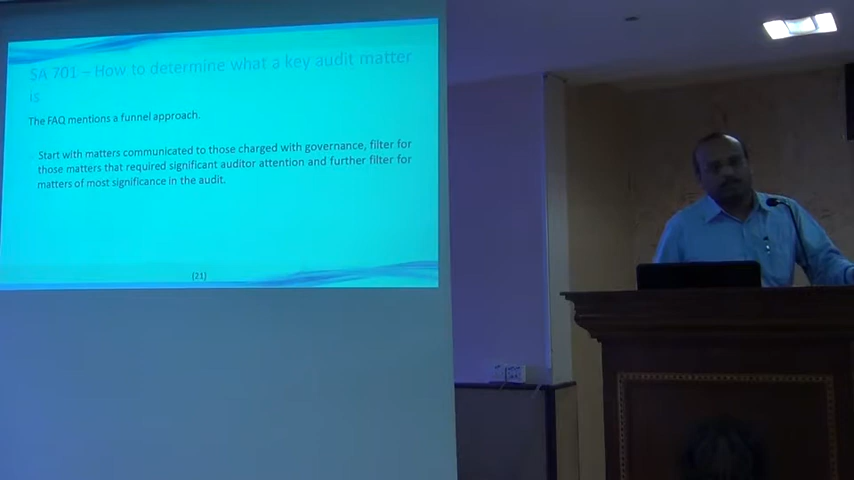 SA 701 – How to determine what a key audit matter
is
The FAQ mentions a funnel approach.
Start with matters communicated to those charged with governance, filter for
those matters that required significant auditor attention and further filter for
matters of most significance in the audit.
(21)